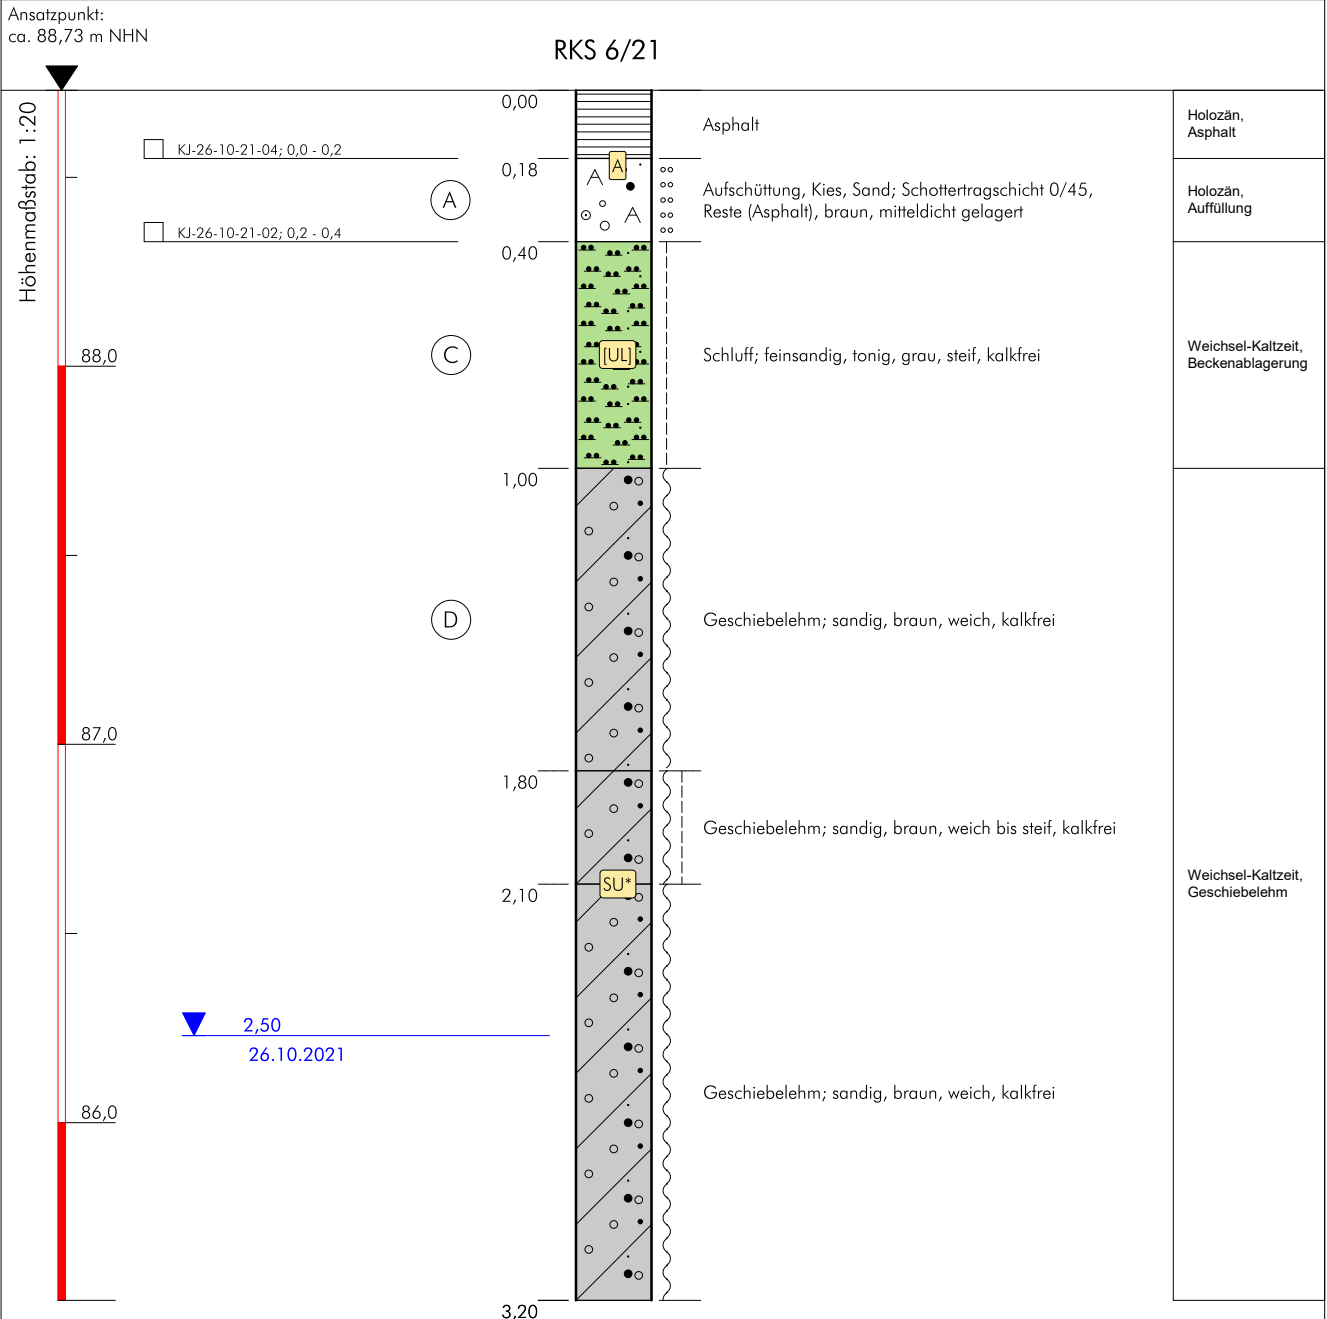 Ansatzpunkt:
ca. 88,73 m NHN
RKS 6/21
Höhenmaßstab: 1:20
0,00
Asphalt
Holozän,
Asphalt
KJ-26-10-21-04; 0,0 - 0,2
0,18
A
A
Aufschüttung, Kies, Sand; Schottertragschicht 0/45,
Reste (Asphalt), braun, mitteldicht gelagert
Holozän,
Auffüllung
KJ-26-10-21-02; 0,2 - 0,4
0,40
88,0
C
[UL]
Schluff; feinsandig, tonig, grau, steif, kalkfrei
Weichsel-Kaltzeit,
Beckenablagerung
1,00
D
Geschiebelehm; sandig, braun, weich, kalkfrei
87,0
1,80
Geschiebelehm; sandig, braun, weich bis steif, kalkfrei
SU*
2,10
Weichsel-Kaltzeit,
Geschiebelehm
2,50
26.10.2021
Geschiebelehm; sandig, braun, weich, kalkfrei
86,0
3,20